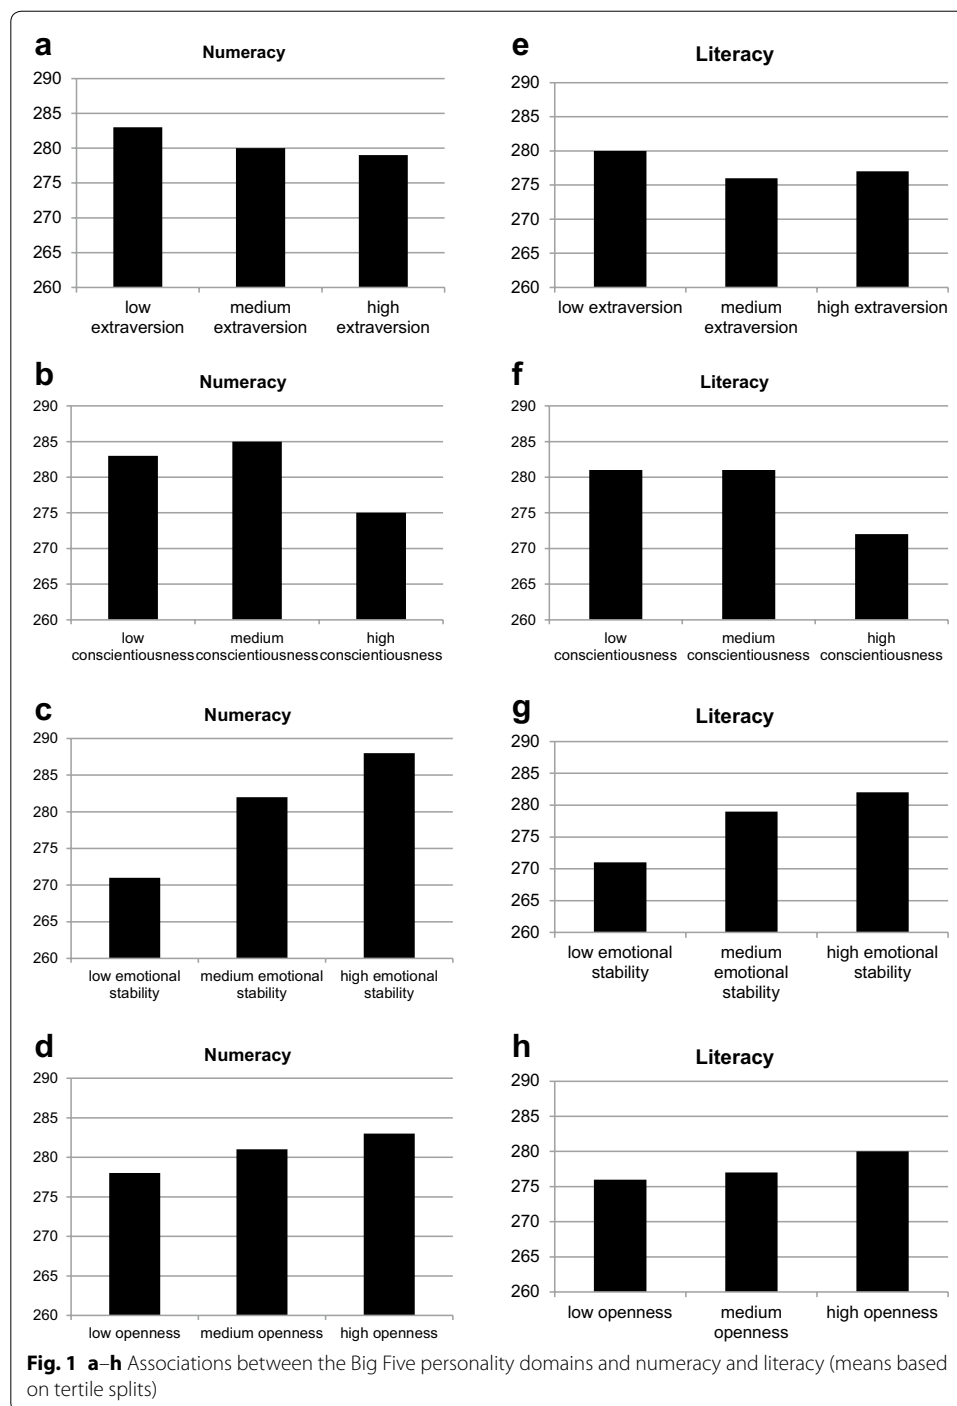 a
Numeracy
290
285
280
275
270
265
260
low extraversion
medium extraversion
high extraversion
e
Literacy
290
285
280
275
270
265
260
low extraversion
medium extraversion
high extraversion
b
Numeracy
290
285
280
275
270
265
260
low conscientiousness
medium conscientiousness
high conscientiousness
f
Literacy
290
285
280
275
270
265
260
low conscientiousness
medium conscientiousness
high conscientiousness
c
Numeracy
290
285
280
275
270
265
260
low emotional stability
medium emotional stability
high emotional stability
g
Literacy
290
285
280
275
270
265
260
low emotional stability
medium emotional stability
high emotional stability
d
Numeracy
290
285
280
275
270
265
260
low openness
medium openness
high openness
h
Literacy
290
285
280
275
270
265
260
low openness
medium openness
high openness
Fig. 1 a–h Associations between the Big Five personality domains and numeracy and literacy (means based
on tertile splits)